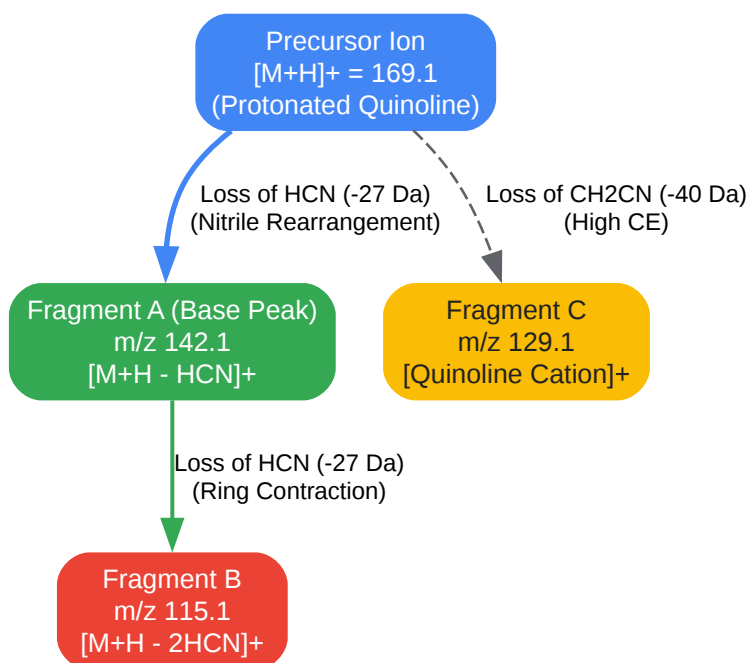 Precursor Ion
[M+H]+ = 169.1
(Protonated Quinoline)
Loss of HCN (-27 Da)
(Nitrile Rearrangement)
Loss of CH2CN (-40 Da)
(High CE)
Fragment A (Base Peak)
m/z 142.1
[M+H - HCN]+
Fragment C
m/z 129.1
[Quinoline Cation]+
Loss of HCN (-27 Da)
(Ring Contraction)
Fragment B
m/z 115.1
[M+H - 2HCN]+